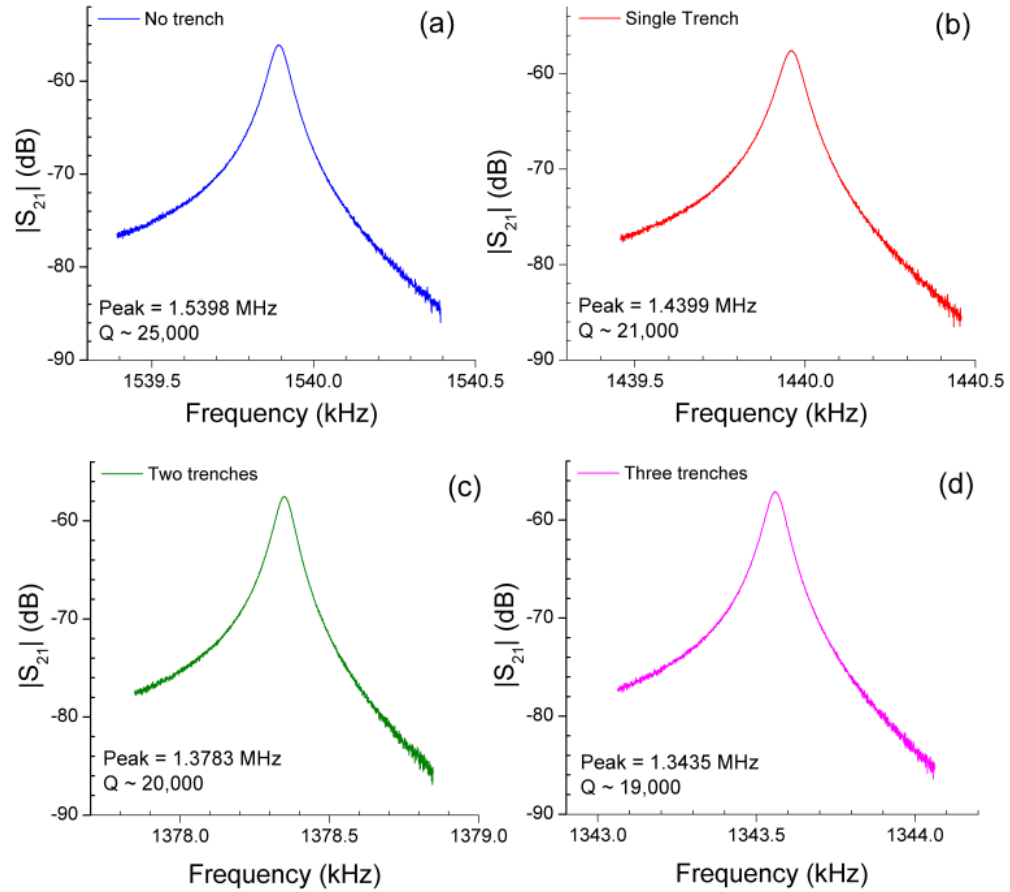 No trench
(a)
-60
-70
-80
-90
|S21| (dB)
Peak = 1.5398 MHz
Q ~ 25,000
1539.5
1540.0
1540.5
Frequency (kHz)
Single Trench
(b)
-60
-70
-80
-90
|S21| (dB)
Peak = 1.4399 MHz
Q ~ 21,000
1439.5
1440.0
1440.5
Frequency (kHz)
Two trenches
(c)
-60
-70
-80
-90
|S21| (dB)
Peak = 1.3783 MHz
Q ~ 20,000
1378.0
1378.5
1379.0
Frequency (kHz)
Three trenches
(d)
-60
-70
-80
-90
|S21| (dB)
Peak = 1.3435 MHz
Q ~ 19,000
1343.0
1343.5
1344.0
Frequency (kHz)